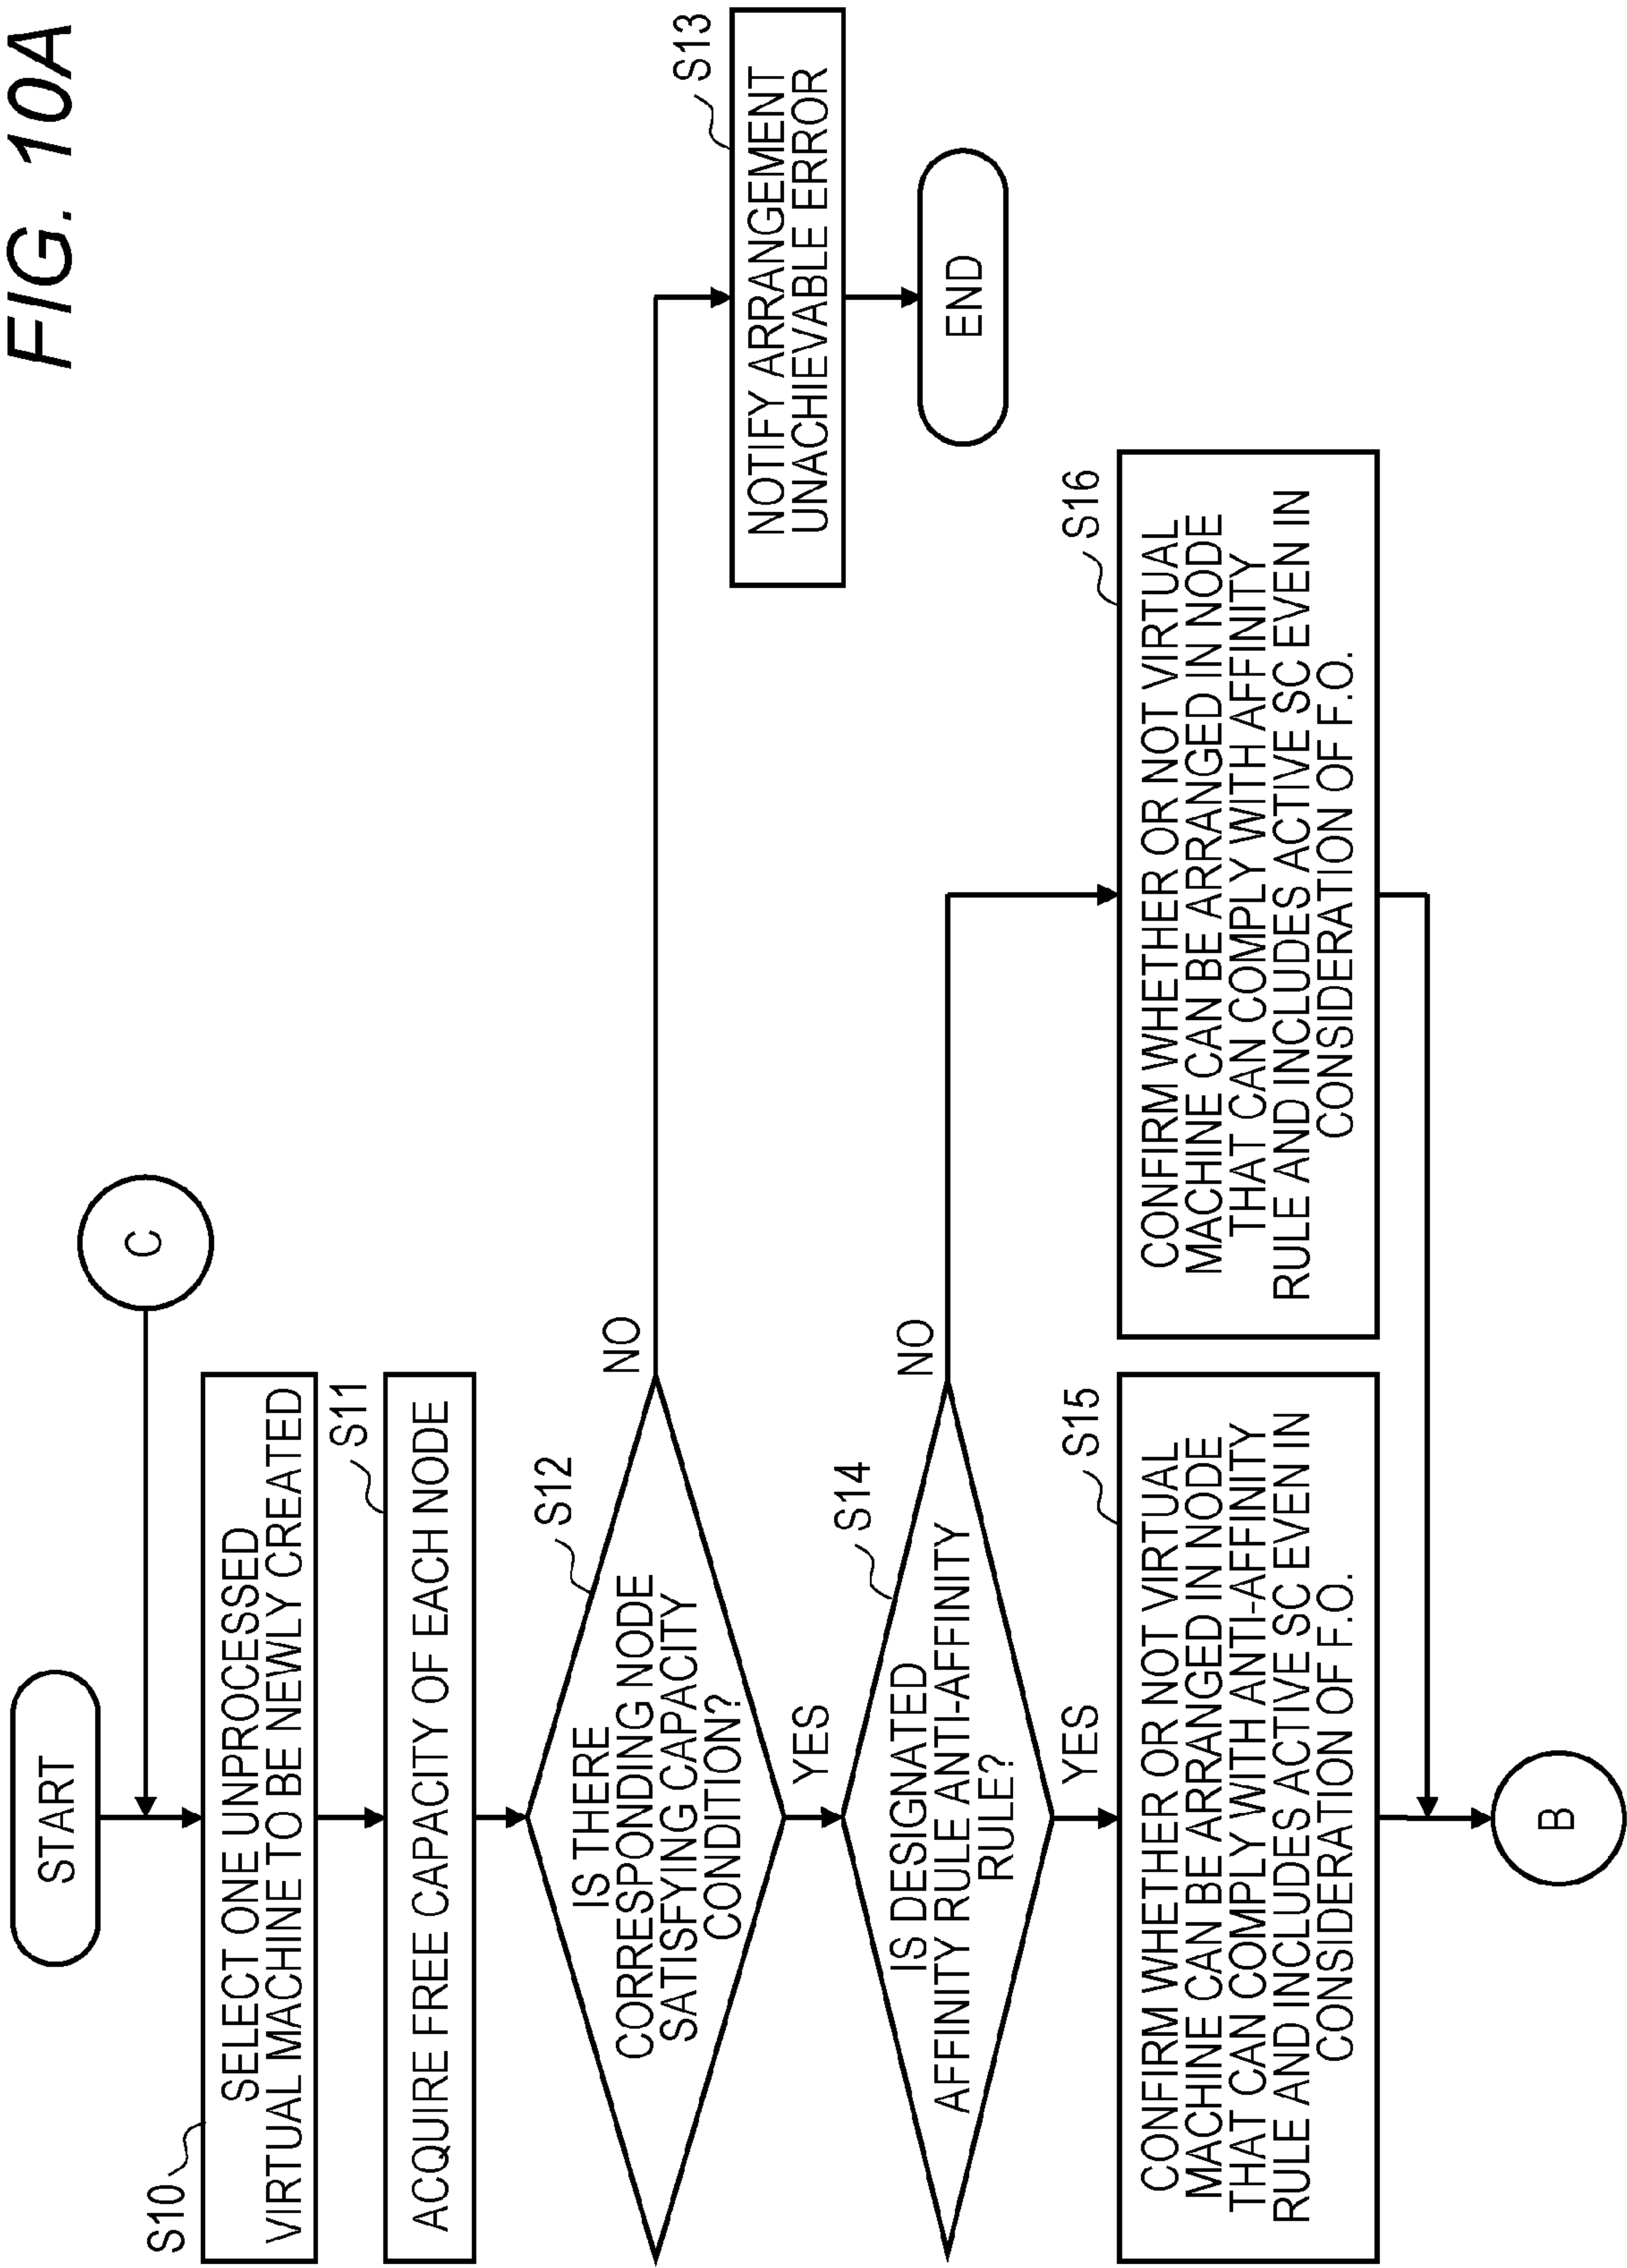 FIG. 10A
START
C
S10
SELECT ONE UNPROCESSED
VIRTUAL MACHINE TO BE NEWLY CREATED
S11
ACQUIRE FREE CAPACITY OF EACH NODE
S12
IS THERE
CORRESPONDING NODE
SATISFYING CAPACITY
CONDITION?
NO
YES
S13
NOTIFY ARRANGEMENT
UNACHIEVABLE ERROR
END
S14
IS DESIGNATED
AFFINITY RULE ANTI-AFFINITY
RULE?
NO
YES
S15
CONFIRM WHETHER OR NOT VIRTUAL
MACHINE CAN BE ARRANGED IN NODE
THAT CAN COMPLY WITH ANTI-AFFINITY
RULE AND INCLUDES ACTIVE SC EVEN IN
CONSIDERATION OF F.O.
S16
CONFIRM WHETHER OR NOT VIRTUAL
MACHINE CAN BE ARRANGED IN NODE
THAT CAN COMPLY WITH AFFINITY
RULE AND INCLUDES ACTIVE SC EVEN IN
CONSIDERATION OF F.O.
B